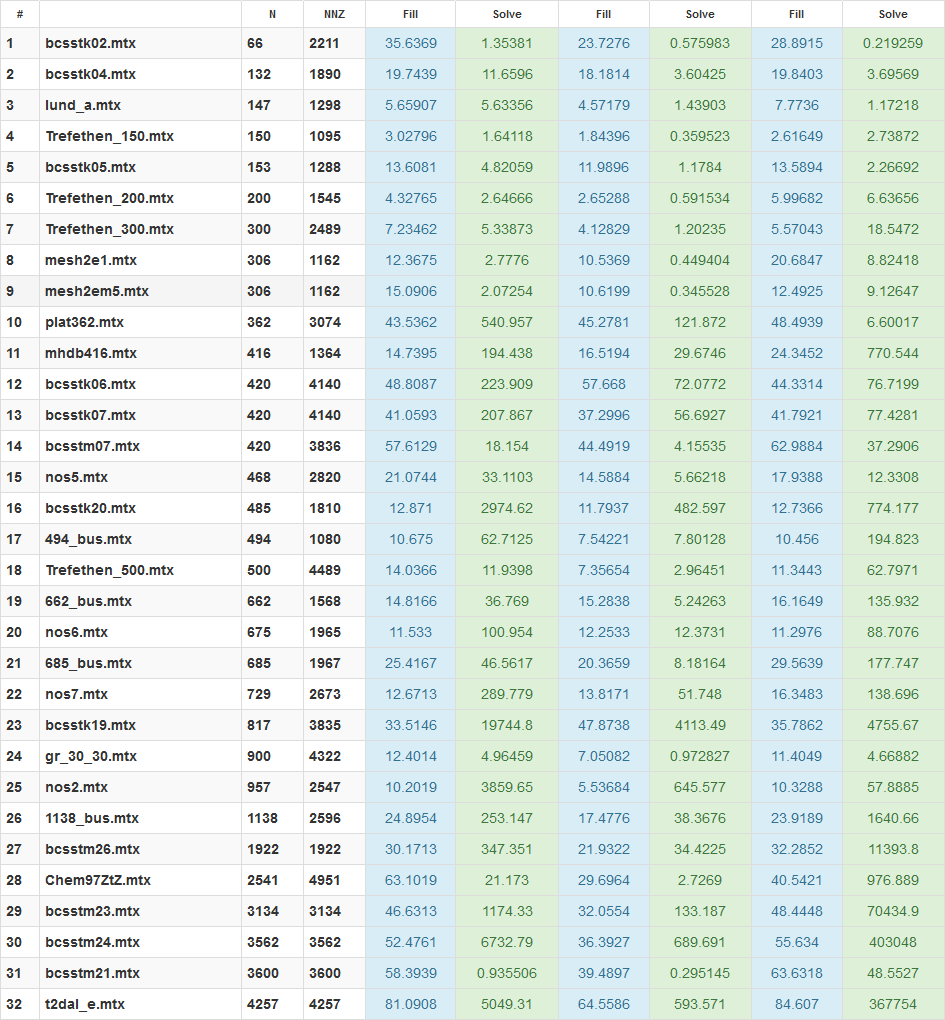 # N NNZ Fill Solve Fill Solve Fill Solve
1 bcsstk02.mtx 66 2211 35.6369 1.35381 23.7276 0.575983 28.8915 0.219259
2 bcsstk04.mtx 132 1890 19.7439 11.6596 18.1814 3.60425 19.8403 3.69569
3 lund_a.mtx 147 1298 5.65907 5.63356 4.57179 1.43903 7.7736 1.17218
4 Trefethen_150.mtx 150 1095 3.02796 1.64118 1.84396 0.359523 2.61649 2.73872
5 bcsstk05.mtx 153 1288 13.6081 4.82059 11.9896 1.1784 13.5894 2.26692
6 Trefethen_200.mtx 200 1545 4.32765 2.64666 2.65288 0.591534 5.99682 6.63656
7 Trefethen_300.mtx 300 2489 7.23462 5.33873 4.12829 1.20235 5.57043 18.5472
8 mesh2e1.mtx 306 1162 12.3675 2.7776 10.5369 0.449404 20.6847 8.82418
9 mesh2em5.mtx 306 1162 15.0906 2.07254 10.6199 0.345528 12.4925 9.12647
10 plat362.mtx 362 3074 43.5362 540.957 45.2781 121.872 48.4939 6.60017
11 mhdb416.mtx 416 1364 14.7395 194.438 16.5194 29.6746 24.3452 770.544
12 bcsstk06.mtx 420 4140 48.8087 223.909 57.668 72.0772 44.3314 76.7199
13 bcsstk07.mtx 420 4140 41.0593 207.867 37.2996 56.6927 41.7921 77.4281
14 bcsstm07.mtx 420 3836 57.6129 18.154 44.4919 4.15535 62.9884 37.2906
15 nos5.mtx 468 2820 21.0744 33.1103 14.5884 5.66218 17.9388 12.3308
16 bcsstk20.mtx 485 1810 12.871 2974.62 11.7937 482.597 12.7366 774.177
17 494_bus.mtx 494 1080 10.675 62.7125 7.54221 7.80128 10.456 194.823
18 Trefethen_500.mtx 500 4489 14.0366 11.9398 7.35654 2.96451 11.3443 62.7971
19 662_bus.mtx 662 1568 14.8166 36.769 15.2838 5.24263 16.1649 135.932
20 nos6.mtx 675 1965 11.533 100.954 12.2533 12.3731 11.2976 88.7076
21 685_bus.mtx 685 1967 25.4167 46.5617 20.3659 8.18164 29.5639 177.747
22 nos7.mtx 729 2673 12.6713 289.779 13.8171 51.748 16.3483 138.696
23 bcsstk19.mtx 817 3835 33.5146 19744.8 47.8738 4113.49 35.7862 4755.67
24 gr_30_30.mtx 900 4322 12.4014 4.96459 7.05082 0.972827 11.4049 4.66882
25 nos2.mtx 957 2547 10.2019 3859.65 5.53684 645.577 10.3288 57.8885
26 1138_bus.mtx 1138 2596 24.8954 253.147 17.4776 38.3676 23.9189 1640.66
27 bcsstm26.mtx 1922 1922 30.1713 347.351 21.9322 34.4225 32.2852 11393.8
28 Chem97ZtZ.mtx 2541 4951 63.1019 21.173 29.6964 2.7269 40.5421 976.889
29 bcsstm23.mtx 3134 3134 46.6313 1174.33 32.0554 133.187 48.4448 70434.9
30 bcsstm24.mtx 3562 3562 52.4761 6732.79 36.3927 689.691 55.634 403048
31 bcsstm21.mtx 3600 3600 58.3939 0.935506 39.4897 0.295145 63.6318 48.5527
32 t2dal_e.mtx 4257 4257 81.0908 5049.31 64.5586 593.571 84.607 367754